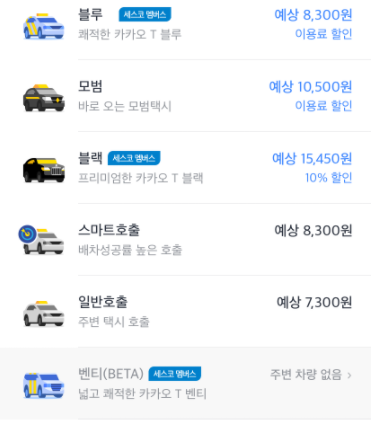 블루 세스코 멤버스 예상 8,300원
쾌적한 카카오 T 블루 이용료 할인
모범 예상 10,500원
바로 오는 모범택시 이용료 할인
블랙 세스코 멤버스 예상 15,450원
프리미엄한 카카오 T 블랙 10% 할인
스마트호출 예상 8,300원
배차성공률 높은 호출
일반호출 예상 7,300원
주변 택시 호출
벤티(BETA) 세스코 멤버스 주변 차량 없음 >
넓고 쾌적한 카카오 T 벤티